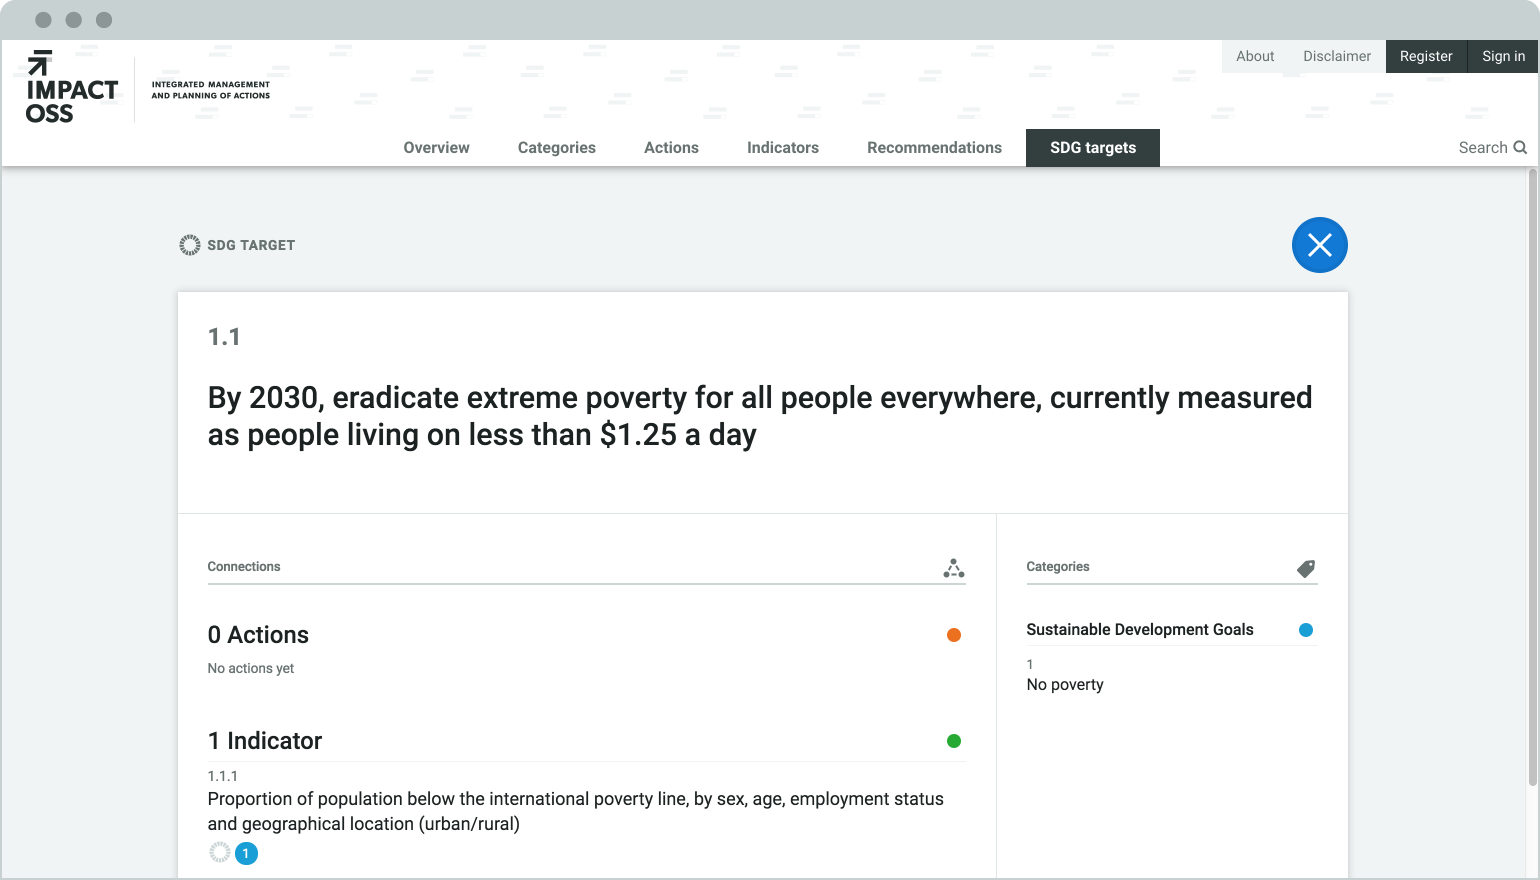 About Disclaimer Register Sign in
IMPACT
OSS
INTEGRATED MANAGEMENT
AND PLANNING OF ACTIONS
Overview Categories Actions Indicators Recommendations SDG targets Search
SDG TARGET
1.1
By 2030, eradicate extreme poverty for all people everywhere, currently measured
as people living on less than $1.25 a day
Connections
0 Actions
No actions yet
1 Indicator
1.1.1
Proportion of population below the international poverty line, by sex, age, employment status
and geographical location (urban/rural)
1
Categories
Sustainable Development Goals
1
No poverty